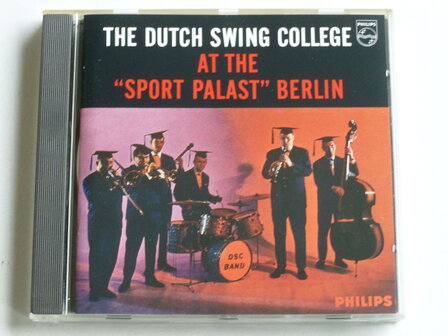 THE DUTCH SWING COLLEGE
AT THE
"SPORT PALAST" BERLIN
PHILIPS
DSC
BAND
PHILIPS